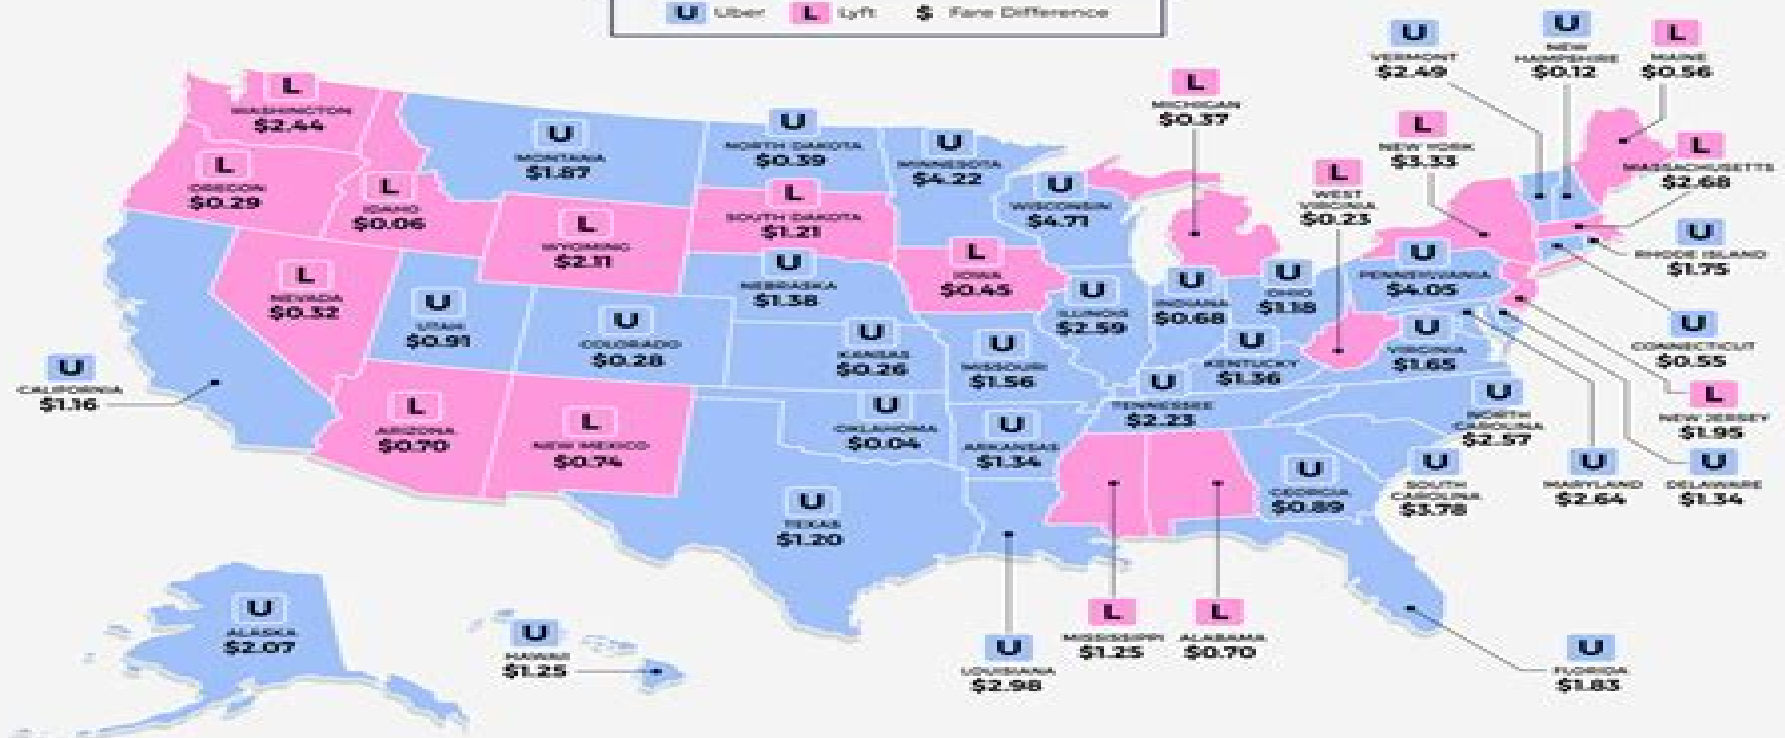 U Uber L Lyft $ Fare Difference
L
WASHINGTON
$2.44
L
OREGON
$0.29
L
IDAHO
$0.06
U
MONTANA
$1.87
U
NORTH DAKOTA
$0.39
U
MINNESOTA
$4.22
L
SOUTH DAKOTA
$1.21
L
WYOMING
$2.11
U
WISCONSIN
$4.71
L
MICHIGAN
$0.37
U
VERMONT
$2.49
U
NEW
HAMPSHIRE
$0.12
L
MAINE
$0.56
L
NEW YORK
$3.33
L
MASSACHUSETTS
$2.68
L
WEST
VIRGINIA
$0.23
U
RHODE ISLAND
$1.75
L
NEVADA
$0.32
U
UTAH
$0.91
U
COLORADO
$0.28
U
NEBRASKA
$1.38
L
IOWA
$0.45
U
ILLINOIS
$2.59
U
INDIANA
$0.68
U
OHIO
$1.18
U
PENNSYLVANIA
$4.05
U
CONNECTICUT
$0.55
U
CALIFORNIA
$1.16
U
KANSAS
$0.26
U
MISSOURI
$1.56
U
KENTUCKY
$1.36
U
VIRGINIA
$1.65
L
NEW JERSEY
$1.95
L
ARIZONA
$0.70
L
NEW MEXICO
$0.74
U
OKLAHOMA
$0.04
U
ARKANSAS
$1.34
U
TENNESSEE
$2.23
U
NORTH
CAROLINA
$2.57
U
TEXAS
$1.20
U
GEORGIA
$0.89
U
SOUTH
CAROLINA
$3.78
U
MARYLAND
$2.64
U
DELAWARE
$1.34
U
ALASKA
$2.07
U
HAWAII
$1.25
U
LOUISIANA
$2.98
L
MISSISSIPPI
$1.25
L
ALABAMA
$0.70
U
FLORIDA
$1.83